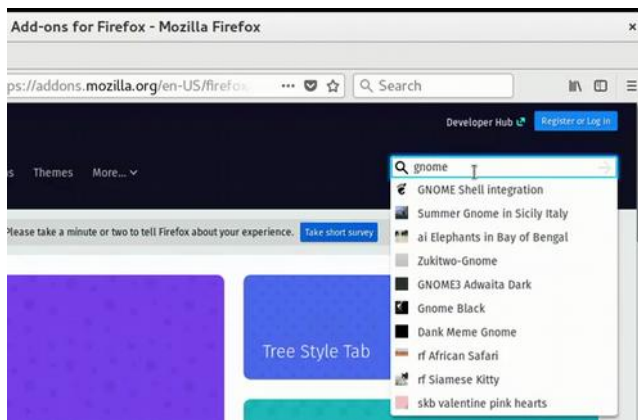 Add-ons for Firefox - Mozilla Firefox
ps://addons.mozilla.org/en-US/firefox
Search
Developer Hub
Register or Log in
Themes More...
gnome
GNOME Shell integration
Summer Gnome in Sicily Italy
ai Elephants in Bay of Bengal
Zukitwo-Gnome
GNOME3 Adwaita Dark
Gnome Black
Dank Meme Gnome
rf African Safari
rf Siamese Kitty
skb valentine pink hearts
Please take a minute or two to tell Firefox about your experience. Take short survey
Tree Style Tab